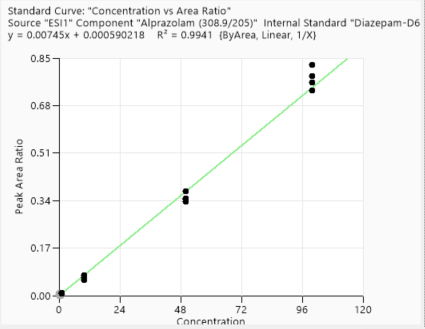 Standard Curve: "Concentration vs Area Ratio"
Source "ESI1" Component "Alprazolam (308.9/205)" Internal Standard "Diazepam-D6
y = 0.00745x + 0.000590218 R² = 0.9941 {ByArea, Linear, 1/X}
0.85
0.68
0.51
0.34
0.17
0.00
Peak Area Ratio
0 24 48 72 96 120
Concentration